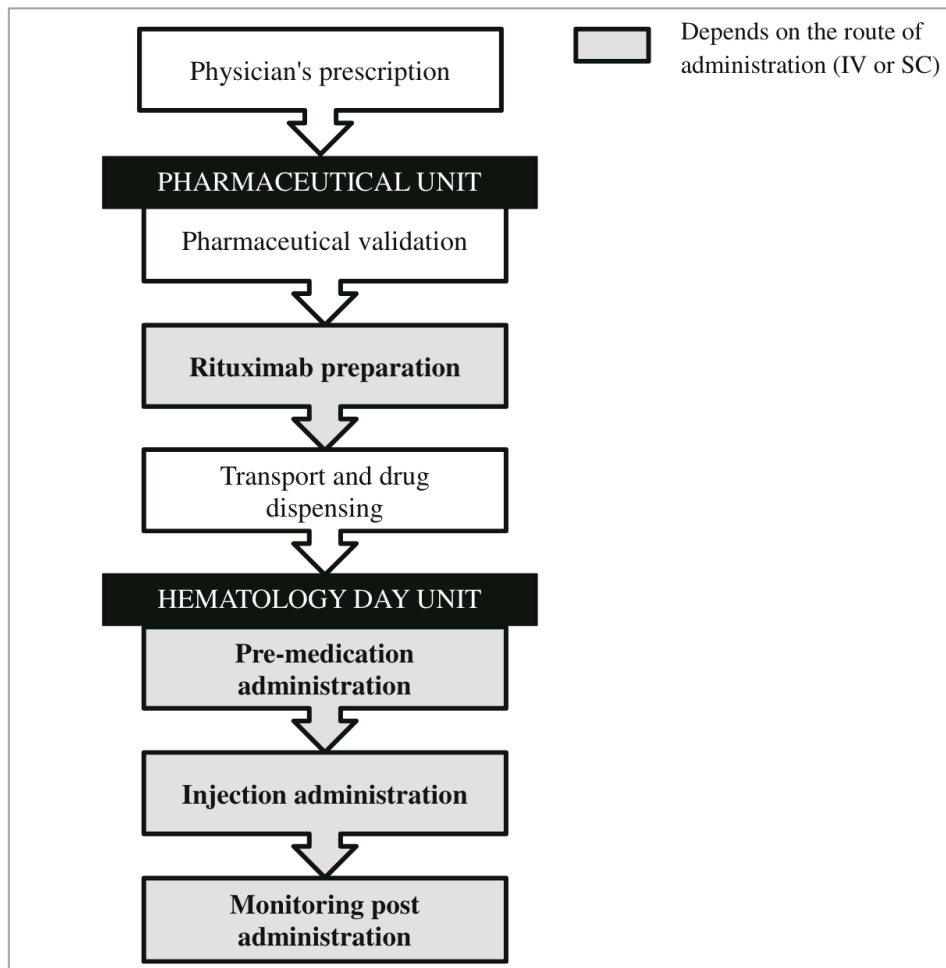 Physician's prescription
Depends on the route of
administration (IV or SC)
PHARMACEUTICAL UNIT
Pharmaceutical validation
Rituximab preparation
Transport and drug
dispensing
HEMATOLOGY DAY UNIT
Pre-medication
administration
Injection administration
Monitoring post
administration